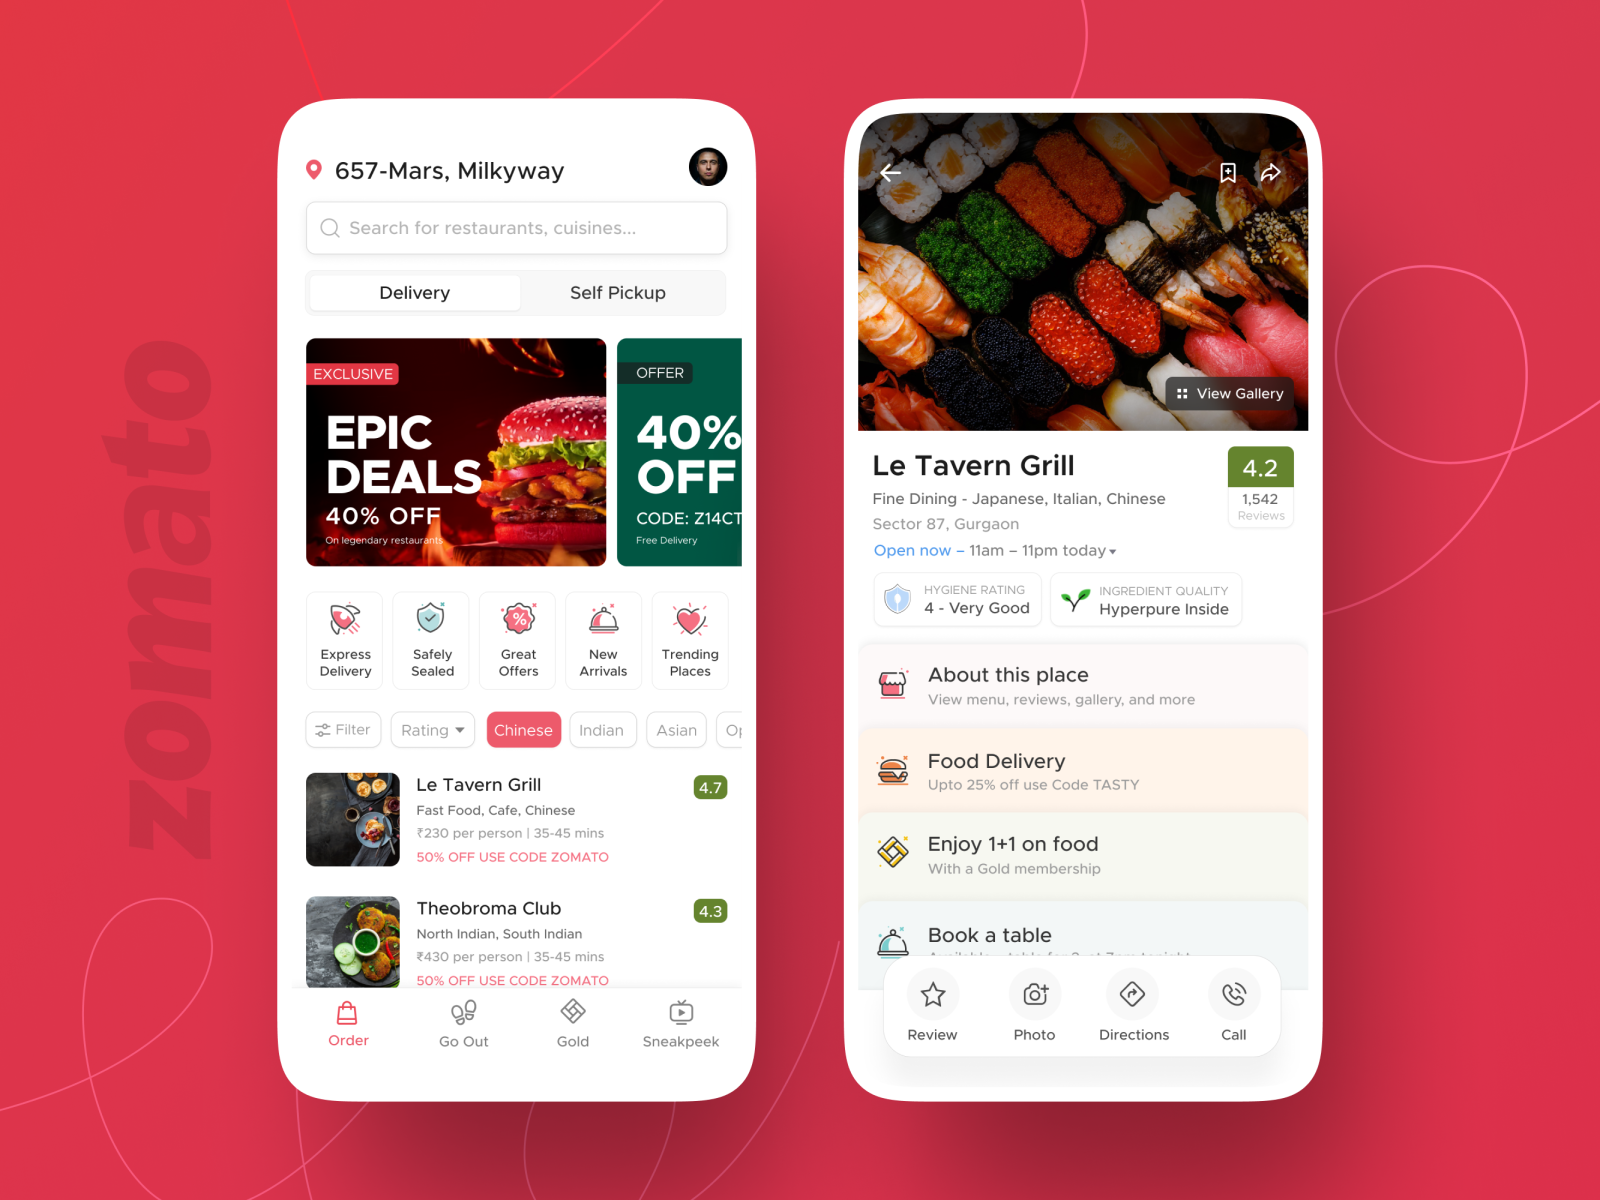 zomato
657-Mars, Milkyway
Search for restaurants, cuisines...
Delivery
Self Pickup
EXCLUSIVE
EPIC
DEALS
40% OFF
On legendary restaurants
OFFER
40%
OFF
CODE: Z14CT
Free Delivery
Express
Delivery
Safely
Sealed
Great
Offers
New
Arrivals
Trending
Places
Filter
Rating
Chinese
Indian
Asian
Op
Le Tavern Grill
4.7
Fast Food, Cafe, Chinese
₹230 per person | 35-45 mins
50% OFF USE CODE ZOMATO
Theobroma Club
4.3
North Indian, South Indian
₹430 per person | 35-45 mins
50% OFF USE CODE ZOMATO
Order
Go Out
Gold
Sneakpeek
View Gallery
Le Tavern Grill
4.2
1,542
Reviews
Fine Dining - Japanese, Italian, Chinese
Sector 87, Gurgaon
Open now – 11am – 11pm today
HYGIENE RATING
4 - Very Good
INGREDIENT QUALITY
Hyperpure Inside
About this place
View menu, reviews, gallery, and more
Food Delivery
Upto 25% off use Code TASTY
Enjoy 1+1 on food
With a Gold membership
Book a table
Review
Photo
Directions
Call